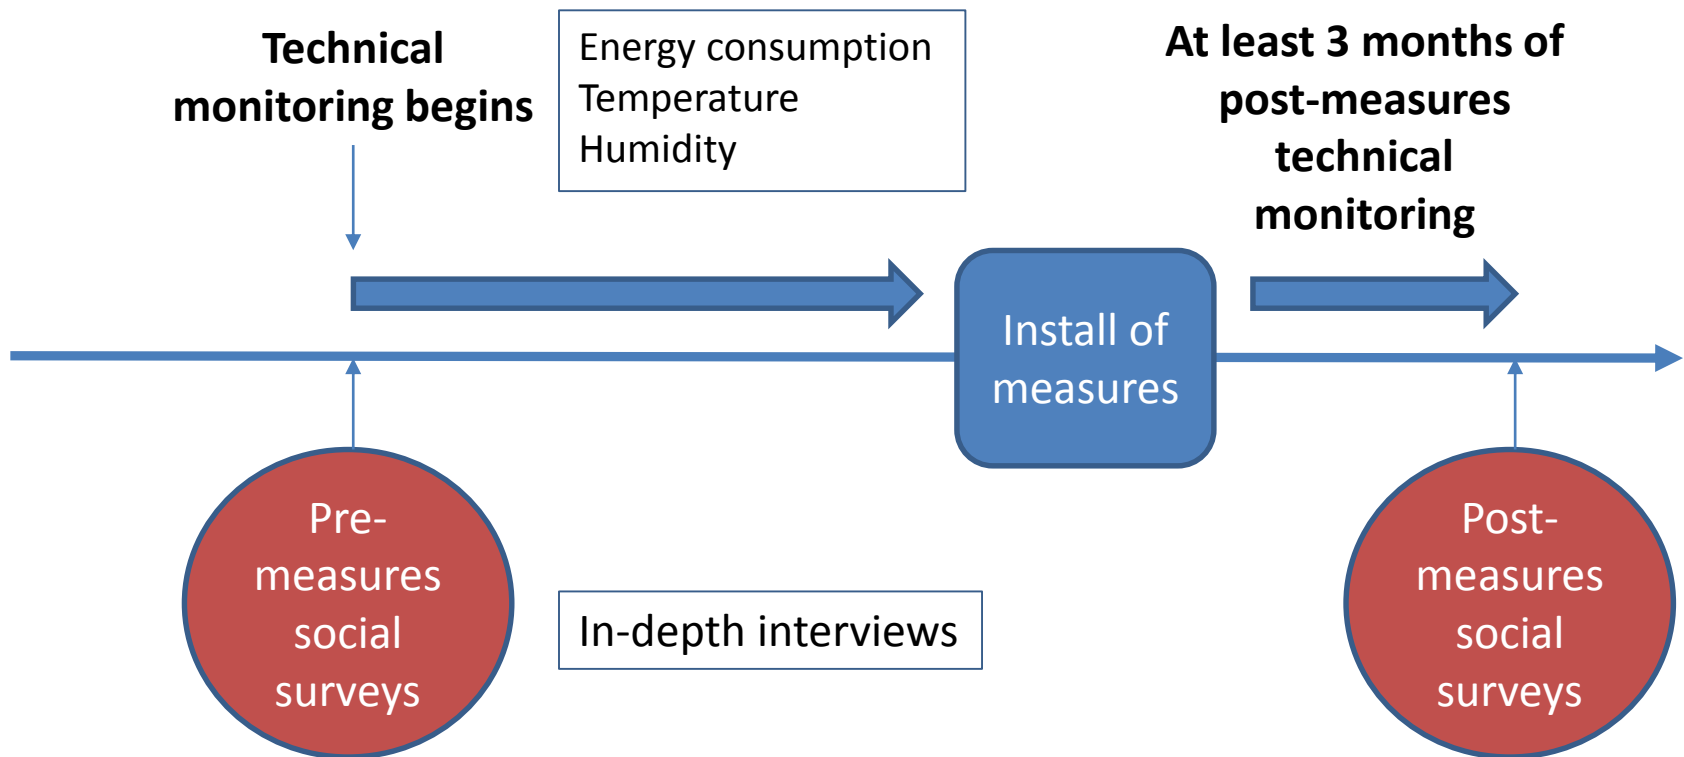 Technical
monitoring begins
Energy consumption
Temperature
Humidity
At least 3 months of
post-measures
technical
monitoring
Install of
measures
Pre-
measures
social
surveys
In-depth interviews
Post-
measures
social
surveys